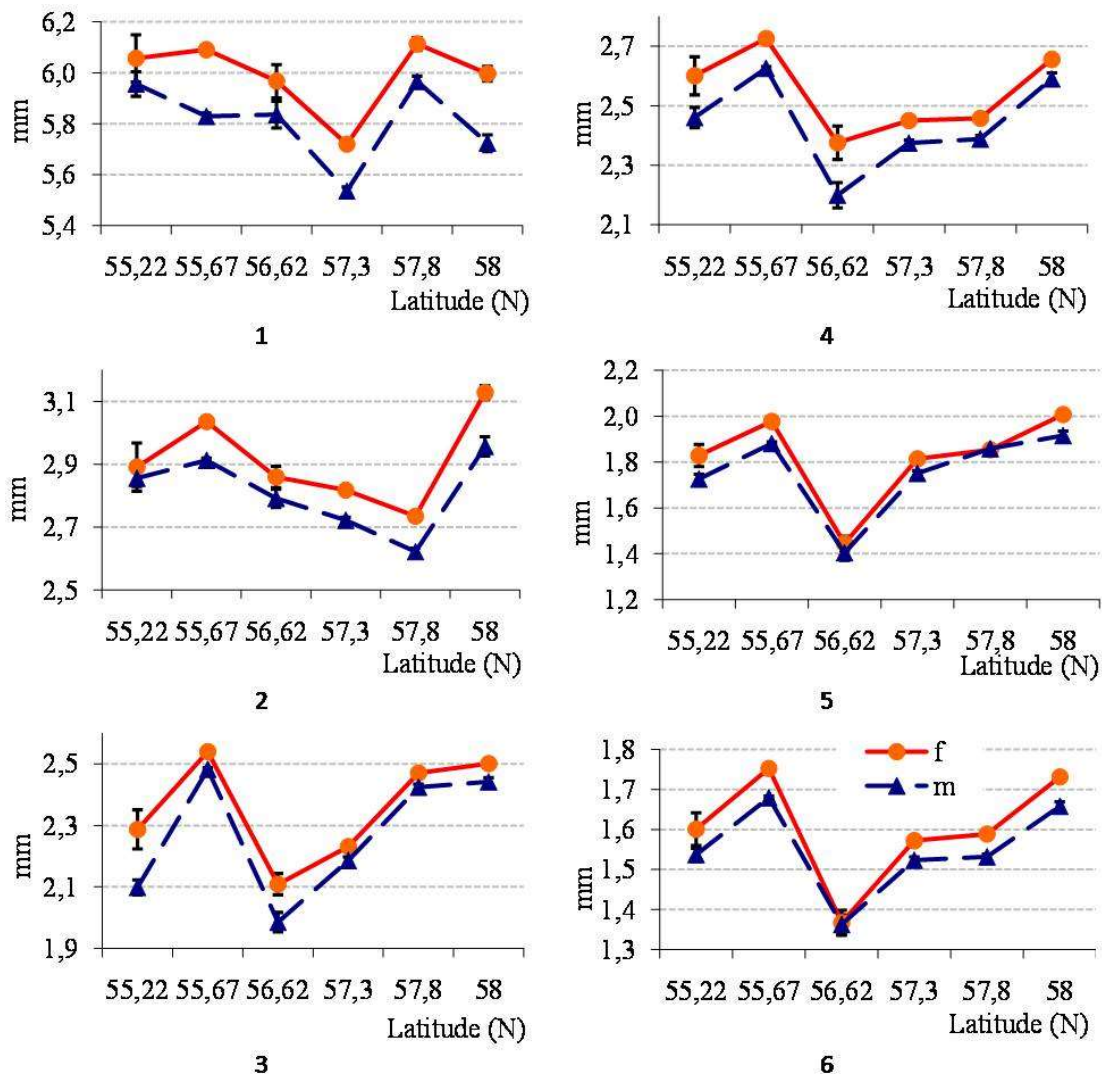 6,2
6,0
5,8
5,6
5,4
mm
55,22 55,67 56,62 57,3 57,8 58
Latitude (N)
1
2,7
2,5
2,3
2,1
mm
55,22 55,67 56,62 57,3 57,8 58
Latitude (N)
4
3,1
2,9
2,7
2,5
mm
55,22 55,67 56,62 57,3 57,8 58
Latitude (N)
2
2,2
2,0
1,8
1,6
1,4
1,2
mm
55,22 55,67 56,62 57,3 57,8 58
Latitude (N)
5
2,5
2,3
2,1
1,9
mm
55,22 55,67 56,62 57,3 57,8 58
Latitude (N)
3
1,8
1,7
1,6
1,5
1,4
1,3
mm
f
m
55,22 55,67 56,62 57,3 57,8 58
Latitude (N)
6